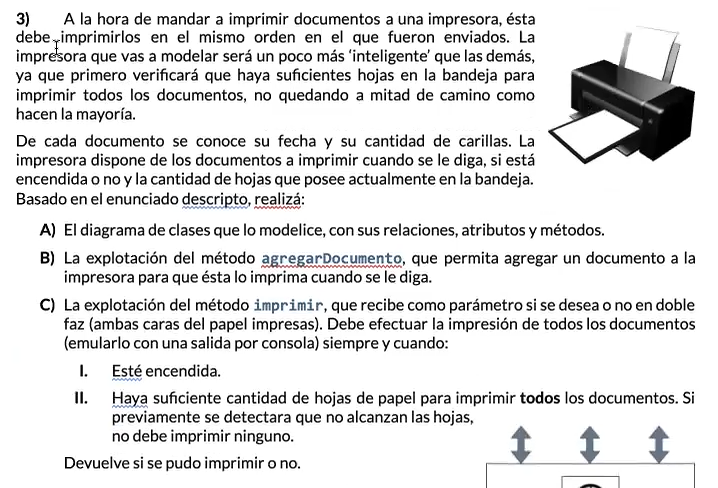 3) A la hora de mandar a imprimir documentos a una impresora, ésta
debe imprimirlos en el mismo orden en el que fueron enviados. La
impresora que vas a modelar será un poco más ‘inteligente’ que las demás,
ya que primero verificará que haya suficientes hojas en la bandeja para
imprimir todos los documentos, no quedando a mitad de camino como
hacen la mayoría.
De cada documento se conoce su fecha y su cantidad de carillas. La
impresora dispone de los documentos a imprimir cuando se le diga, si está
encendida o no y la cantidad de hojas que posee actualmente en la bandeja.
Basado en el enunciado descripto, realizá:
A) El diagrama de clases que lo modelice, con sus relaciones, atributos y métodos.
B) La explotación del método agregarDocumento, que permita agregar un documento a la
impresora para que ésta lo imprima cuando se le diga.
C) La explotación del método imprimir, que recibe como parámetro si se desea o no en doble
faz (ambas caras del papel impresas). Debe efectuar la impresión de todos los documentos
(emularlo con una salida por consola) siempre y cuando:
I. Esté encendida.
II. Haya suficiente cantidad de hojas de papel para imprimir todos los documentos. Si
previamente se detectara que no alcanzan las hojas,
no debe imprimir ninguno.
Devuelve si se pudo imprimir o no.